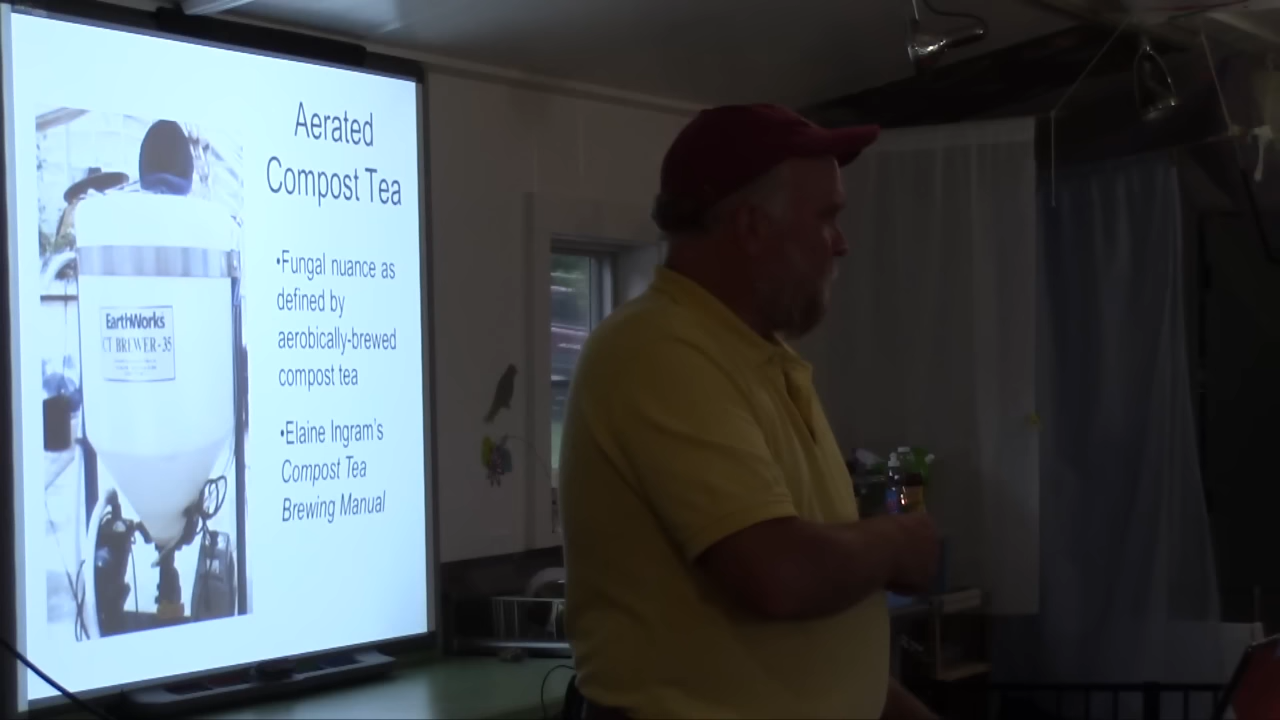 Aerated
Compost Tea
•Fungal nuance as
defined by
aerobically-brewed
compost tea
•Elaine Ingram's
Compost Tea
Brewing Manual
EarthWorks
CT BREWER-35